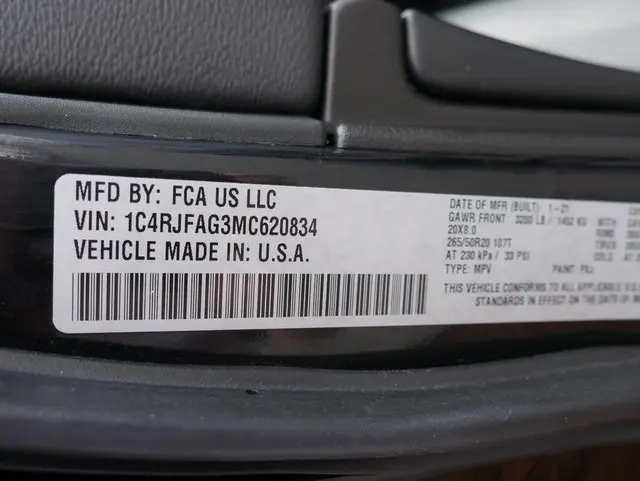 MFD BY: FCA US LLC
VIN: 1C4RJFAG3MC620834
VEHICLE MADE IN: U.S.A.
DATE OF MFR (BUILT): 1-21
GAWR FRONT 3200 LB / 1452 KG
20X8.0
265/50R20 107T
AT 230 kPa / 33 PSI
TYPE: MPV PAINT: PXJ
THIS VEHICLE CONFORMS TO ALL APPLICABLE
STANDARDS IN EFFECT ON THE DATE OF